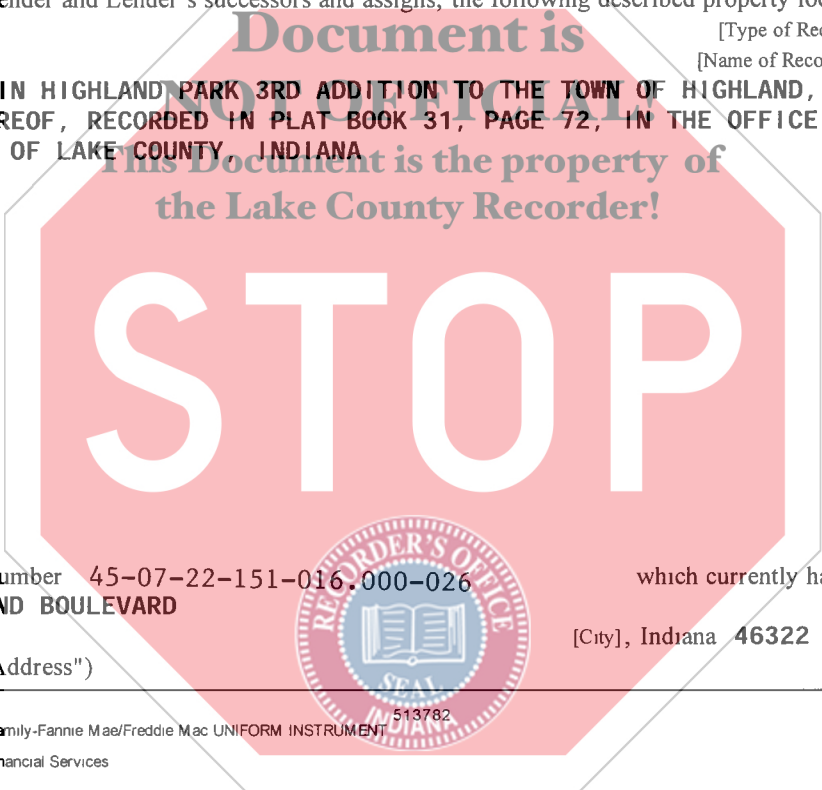 ender and Lender's successors and assigns, the following described property loc
Document is
[Type of Rec
[Name of Reco
NOT OFFICIAL!
IN HIGHLAND PARK 3RD ADDITION TO THE TOWN OF HIGHLAND,
REOF, RECORDED IN PLAT BOOK 31, PAGE 72, IN THE OFFICE
OF LAKE COUNTY, INDIANA
This Document is the property of
the Lake County Recorder!
STOP
umber 45-07-22-151-016.000-026 which currently ha
ND BOULEVARD
[City], Indiana 46322
Address")
RECORDER'S OFFICE
SEAL
INDIANA
513782
amily-Fannie Mae/Freddie Mac UNIFORM INSTRUMENT
nancial Services